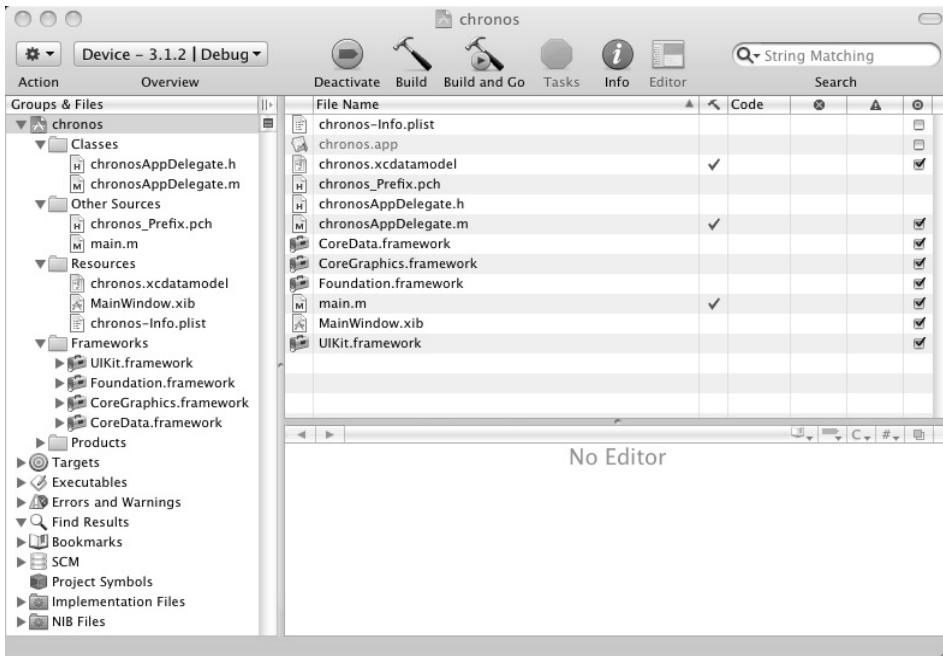 chronos
Device – 3.1.2 | Debug
Action
Overview
Deactivate
Build
Build and Go
Tasks
Info
Editor
String Matching
Search
Groups & Files
chronos
Classes
chronosAppDelegate.h
chronosAppDelegate.m
Other Sources
chronos_Prefix.pch
main.m
Resources
chronos.xcdatamodel
MainWindow.xib
chronos-Info.plist
Frameworks
UIKit.framework
Foundation.framework
CoreGraphics.framework
CoreData.framework
Products
Targets
Executables
Errors and Warnings
Find Results
Bookmarks
SCM
Project Symbols
Implementation Files
NIB Files
File Name
Code
chronos-Info.plist
chronos.app
chronos.xcdatamodel
chronos_Prefix.pch
chronosAppDelegate.h
chronosAppDelegate.m
CoreData.framework
CoreGraphics.framework
Foundation.framework
main.m
MainWindow.xib
UIKit.framework
C
#
No Editor